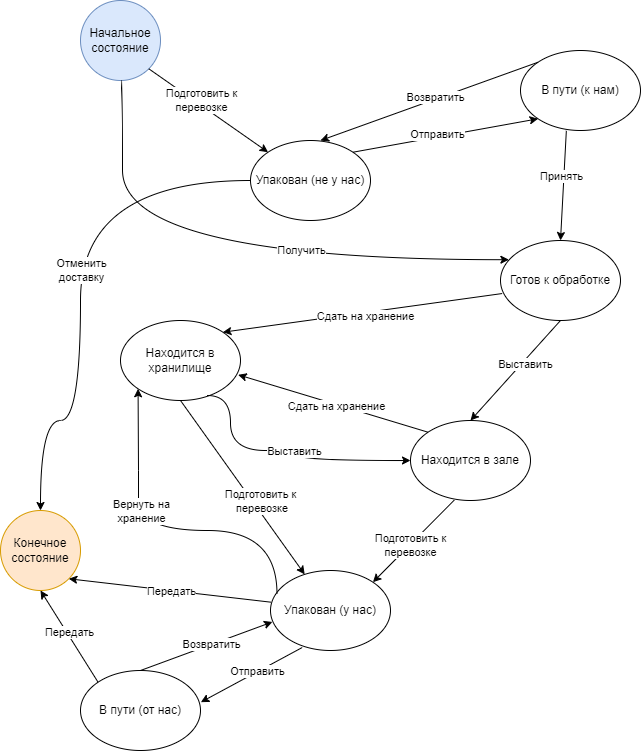 Начальное
состояние
Подготовить к
перевозке
Возвратить
В пути (к нам)
Отправить
Упакован (не у нас)
Принять
Получить
Отменить
доставку
Готов к обработке
Сдать на хранение
Находится в
хранилище
Выставить
Сдать на хранение
Выставить
Находится в зале
Подготовить к
перевозке
Вернуть на
хранение
Подготовить к
перевозке
Конечное
состояние
Передать
Упакован (у нас)
Передать
Возвратить
Отправить
В пути (от нас)